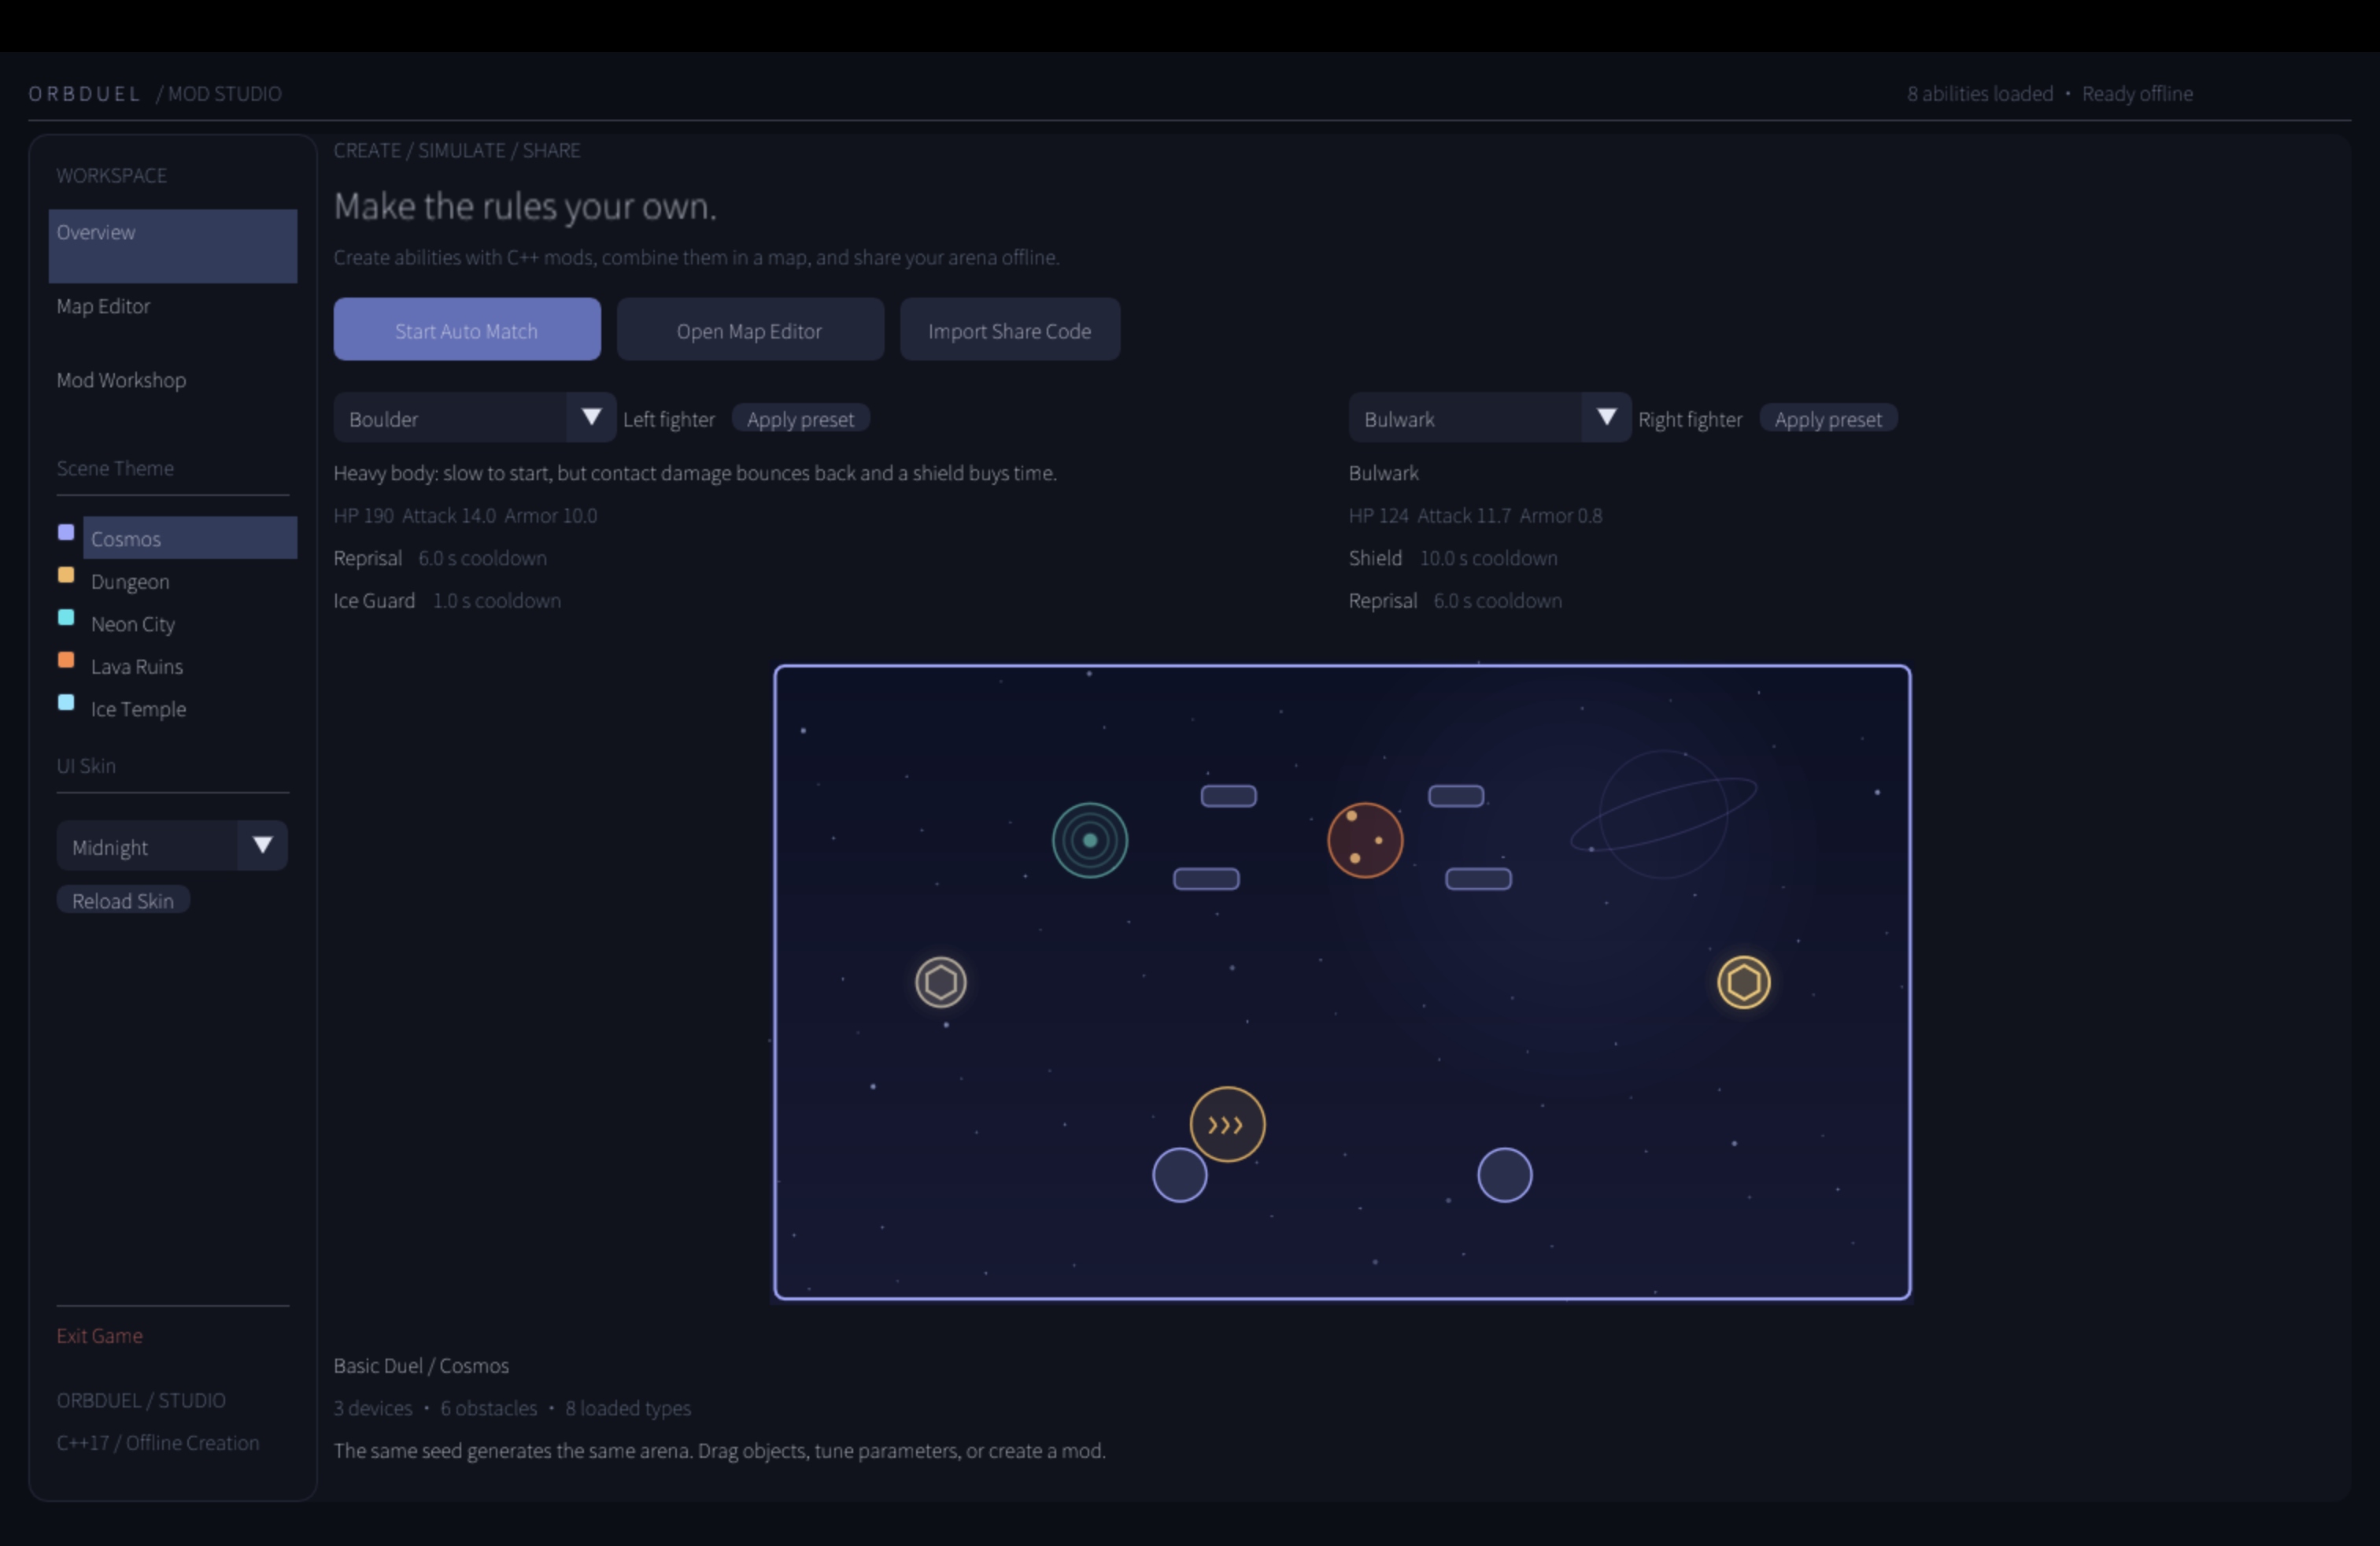 ORBDUEL / MOD STUDIO
8 abilities loaded • Ready offline
WORKSPACE
Overview
Map Editor
Mod Workshop
Scene Theme
Cosmos
Dungeon
Neon City
Lava Ruins
Ice Temple
UI Skin
Midnight
Reload Skin
Exit Game
ORBDUEL / STUDIO
C++17 / Offline Creation
CREATE / SIMULATE / SHARE
Make the rules your own.
Create abilities with C++ mods, combine them in a map, and share your arena offline.
Start Auto Match
Open Map Editor
Import Share Code
Boulder
Left fighter
Apply preset
Heavy body: slow to start, but contact damage bounces back and a shield buys time.
HP 190 Attack 14.0 Armor 10.0
Reprisal 6.0 s cooldown
Ice Guard 1.0 s cooldown
Bulwark
Right fighter
Apply preset
Bulwark
HP 124 Attack 11.7 Armor 0.8
Shield 10.0 s cooldown
Reprisal 6.0 s cooldown
Basic Duel / Cosmos
3 devices • 6 obstacles • 8 loaded types
The same seed generates the same arena. Drag objects, tune parameters, or create a mod.